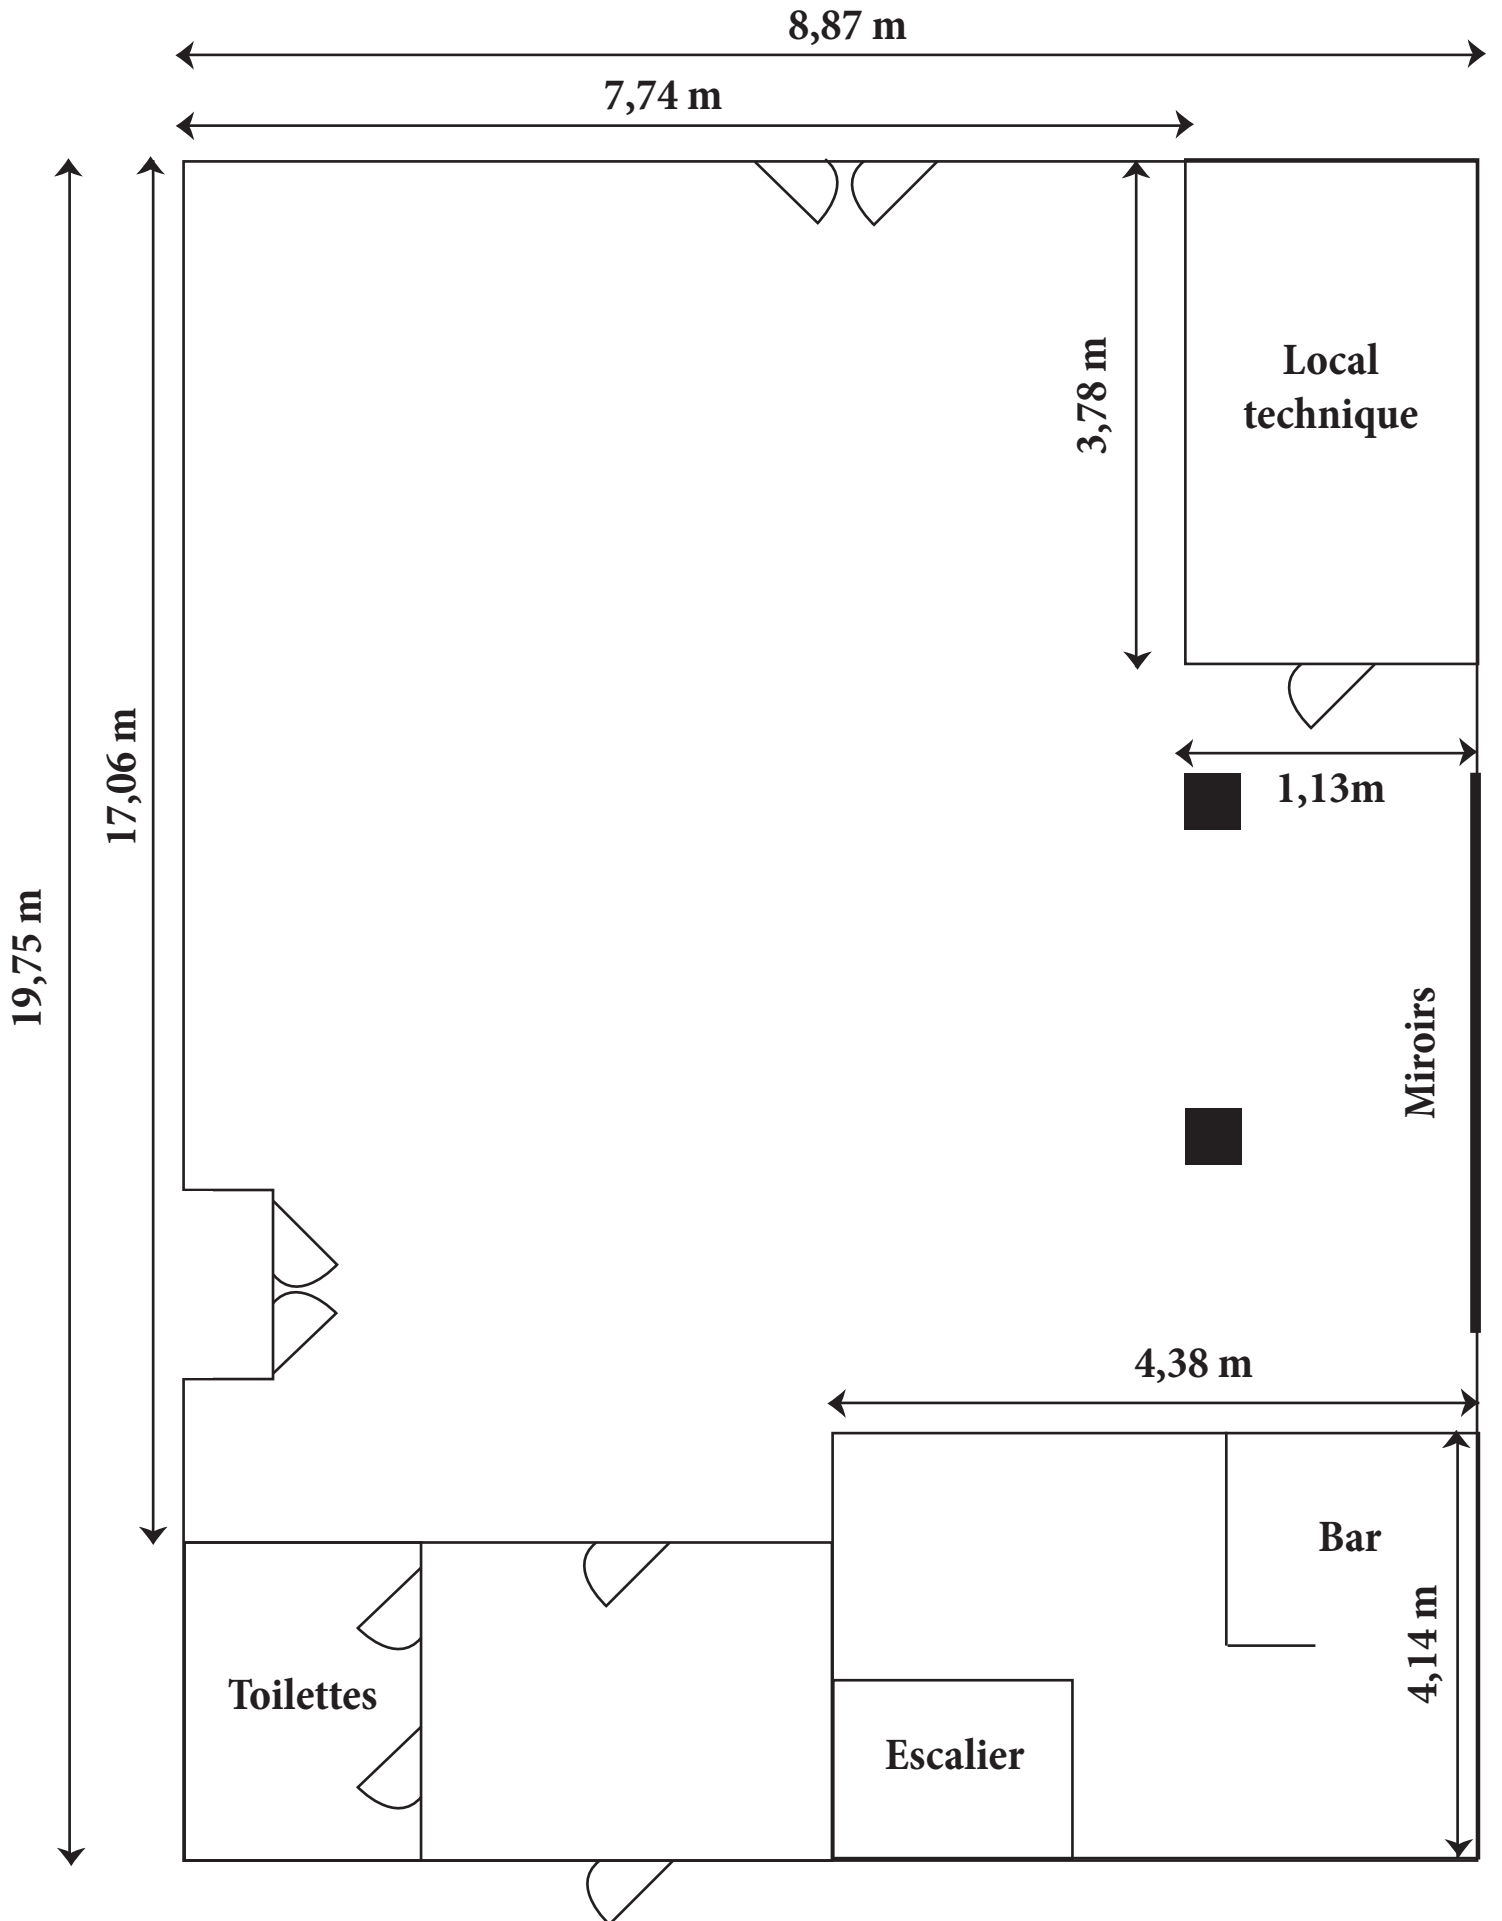 8,87 m
7,74 m
3,78 m
Local
technique
17,06 m
1,13m
19,75 m
Miroirs
4,38 m
Bar
4,14 m
Toilettes
Escalier